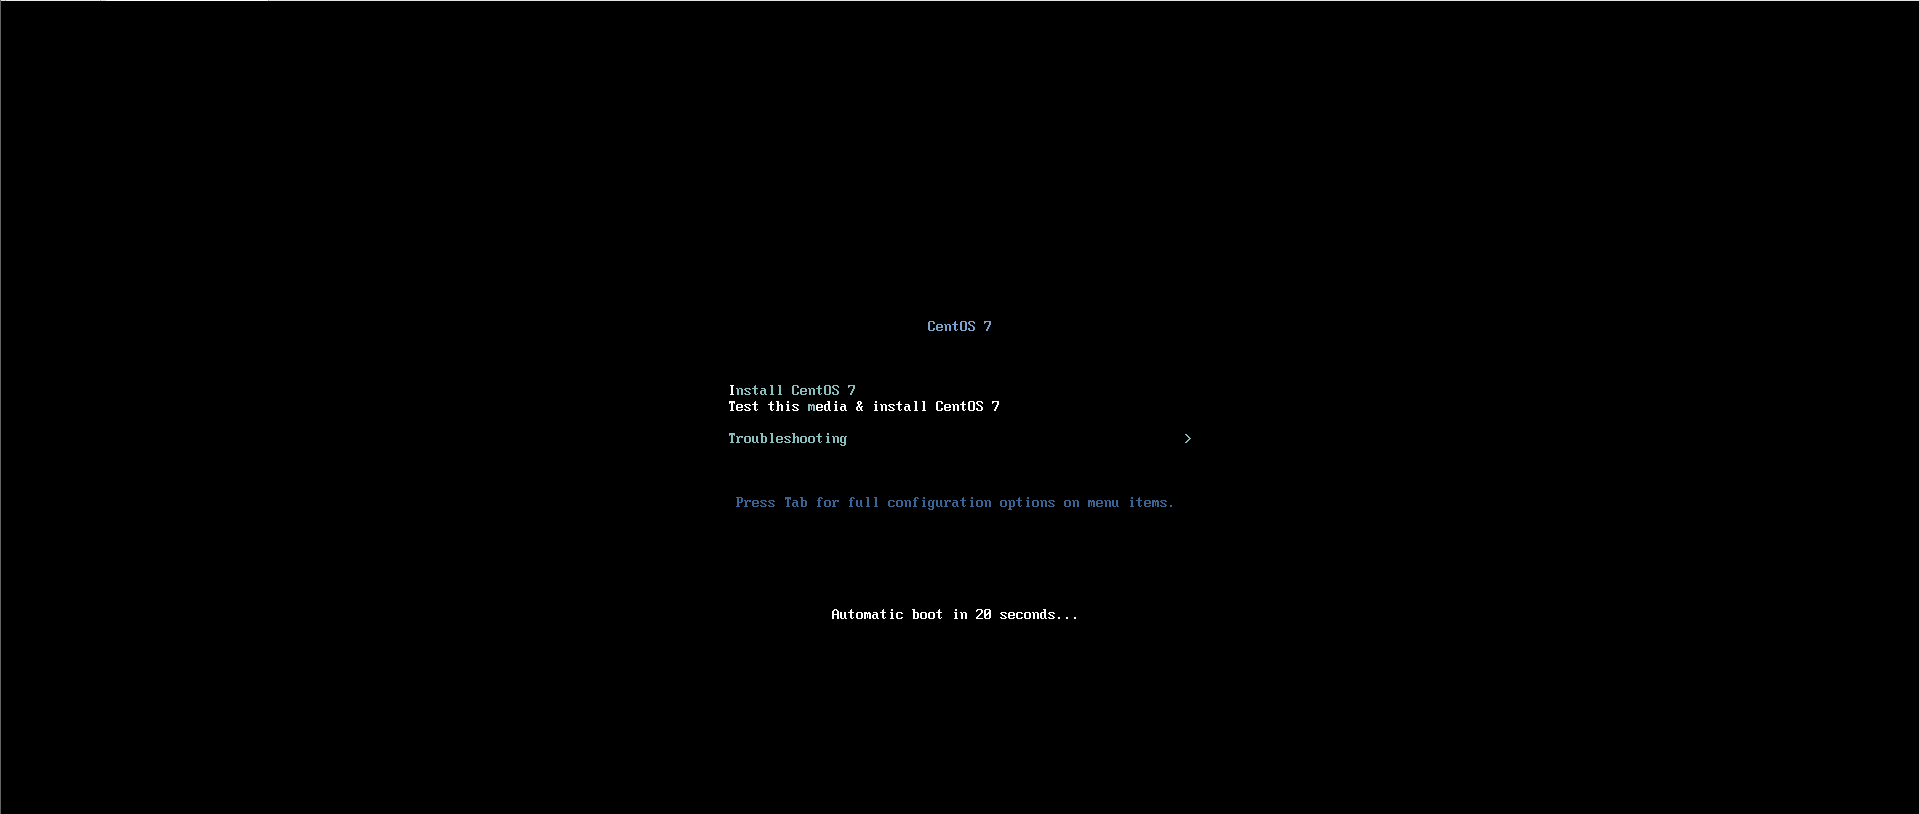 CentOS 7
Install CentOS 7
Test this media & install CentOS 7
Troubleshooting >
Press Tab for full configuration options on menu items.
Automatic boot in 20 seconds...